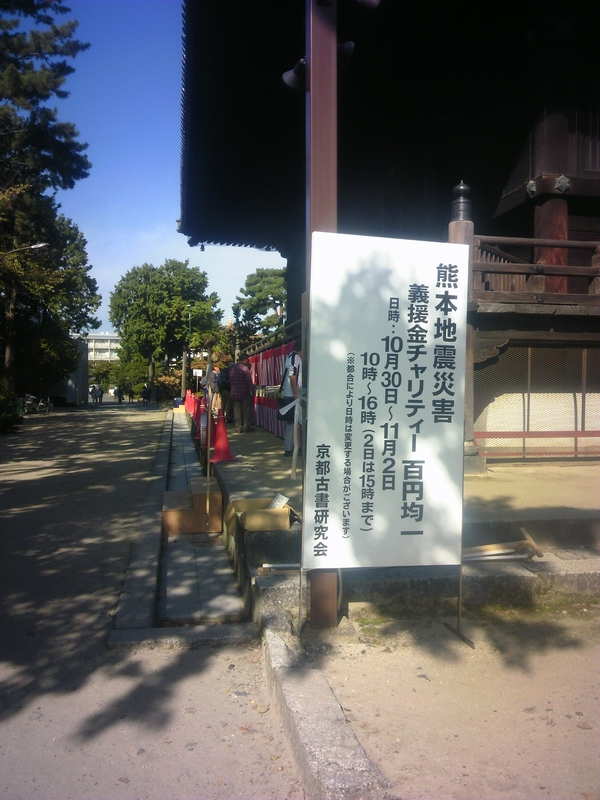 熊本地震災害
義援金チャリティー 百円均一
日時：10月30日～11月2日
10時～16時（2日は15時まで）
（※都合により日時は変更する場合がございます）
京都古書研究会